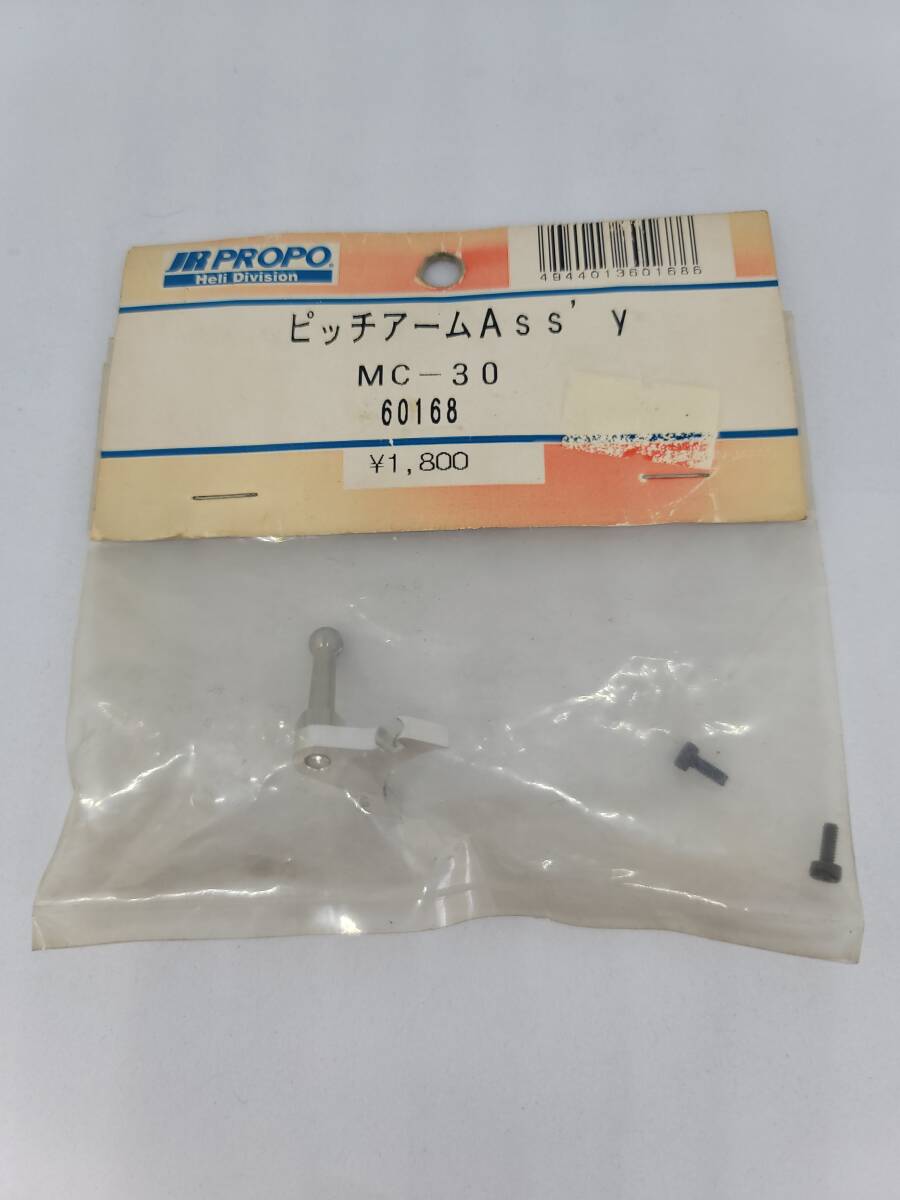 JR PROPO
Heli Division
4944013601686
ピッチアームAss'y
MC-30
60168
¥1,800